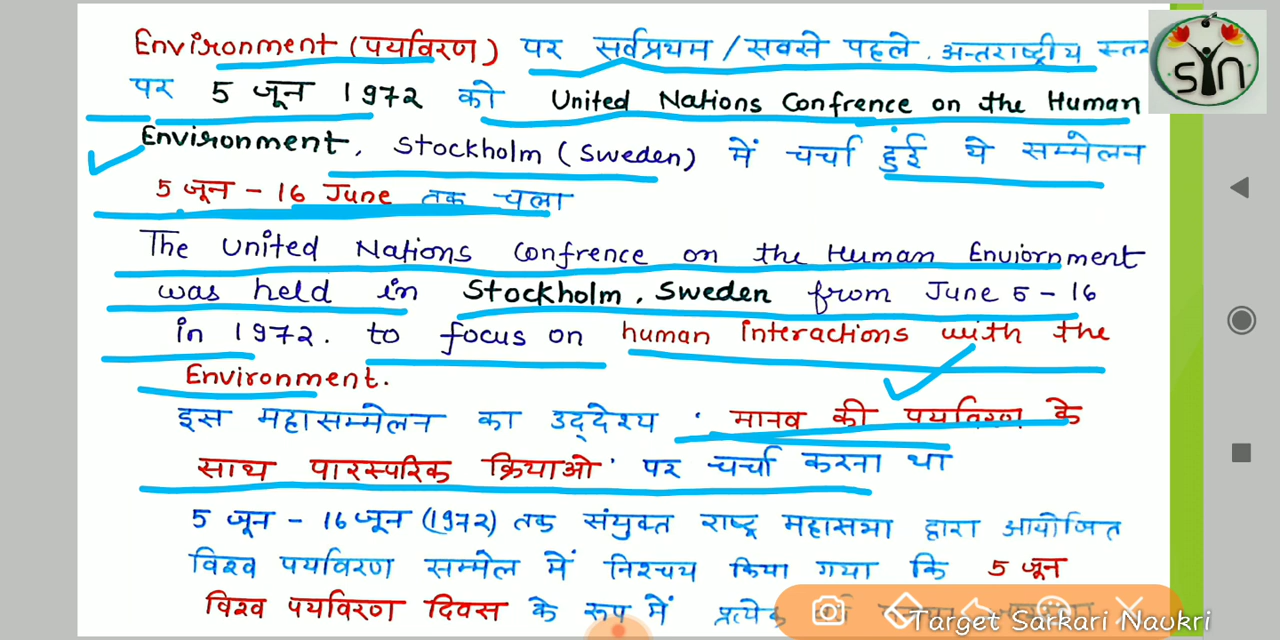 Environment (पर्यावरण) पर सर्वप्रथम / सबसे पहले अन्तराष्ट्रीय स्तर
पर 5 जून 1972 को United Nations Confrence on the Human
Environment, Stockholm (Sweden) में चर्चा हुई ये सम्मेलन
5 जून - 16 June तक चला
The United Nations Confrence on the Human Enviornment
was held in Stockholm, Sweden from June 5-16
in 1972. to focus on human interactions with the
Environment.
इस महासम्मेलन का उद्देश्य 'मानव की पर्यावरण के
साथ पारस्परिक क्रियाओ' पर चर्चा करना था
5 जून - 16 जून (1972) तक संयुक्त राष्ट्र महासभा द्वारा आयोजित
विश्व पर्यावरण सम्मेल में निश्चय किया गया कि 5 जून
विश्व पर्यावरण दिवस के रूप में प्रत्येक
SYN
Target Sarkari Naukri